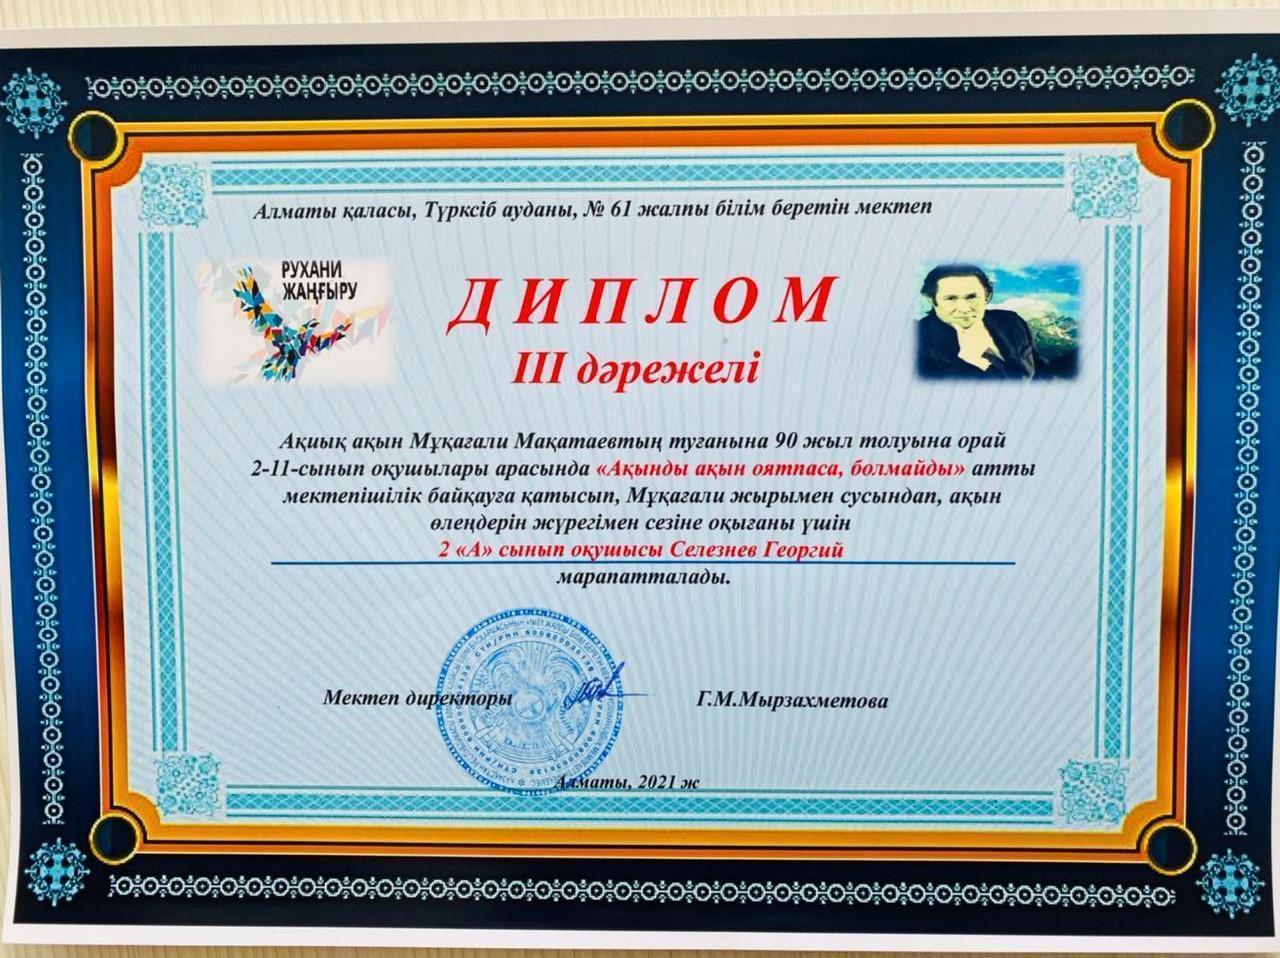 Алматы қаласы, Түрксіб ауданы, № 61 жалпы білім беретін мектеп
РУХАНИ
ЖАҢҒЫРУ
ДИПЛОМ
III дәрежелі
Ақиық ақын Мұқағали Мақатаевтың туғанына 90 жыл толуына орай
2-11-сынып оқушылары арасында «Ақынды ақын оятпаса, болмайды» атты
мектепішілік байқауға қатысып, Мұқағали жырымен сусындап, ақын
өлеңдерін жүрегімен сезіне оқығаны үшін
2 «А» сынып оқушысы Селезнев Георгий
марапатталады.
Мектеп директоры Г.М.Мырзахметова
Алматы, 2021 ж